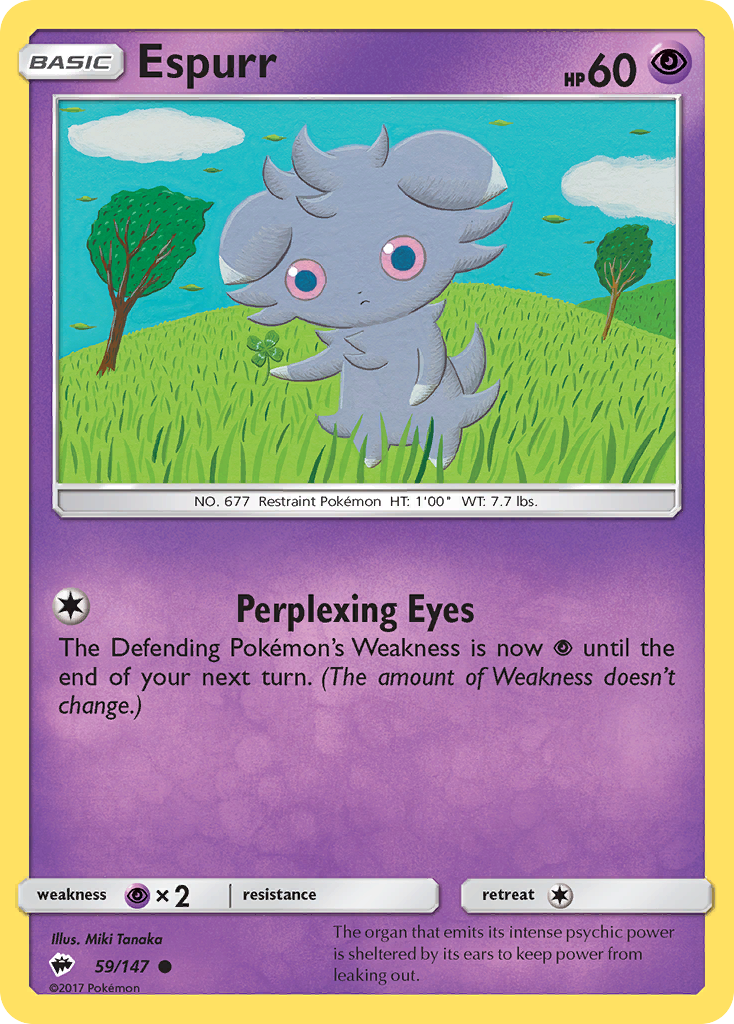 BASIC Espurr HP60
NO. 677 Restraint Pokémon HT: 1'00" WT: 7.7 lbs.
Perplexing Eyes
The Defending Pokémon's Weakness is now until the
end of your next turn. (The amount of Weakness doesn't
change.)
weakness ×2 resistance retreat
Illus. Miki Tanaka
59/147
©2017 Pokémon
The organ that emits its intense psychic power
is sheltered by its ears to keep power from
leaking out.